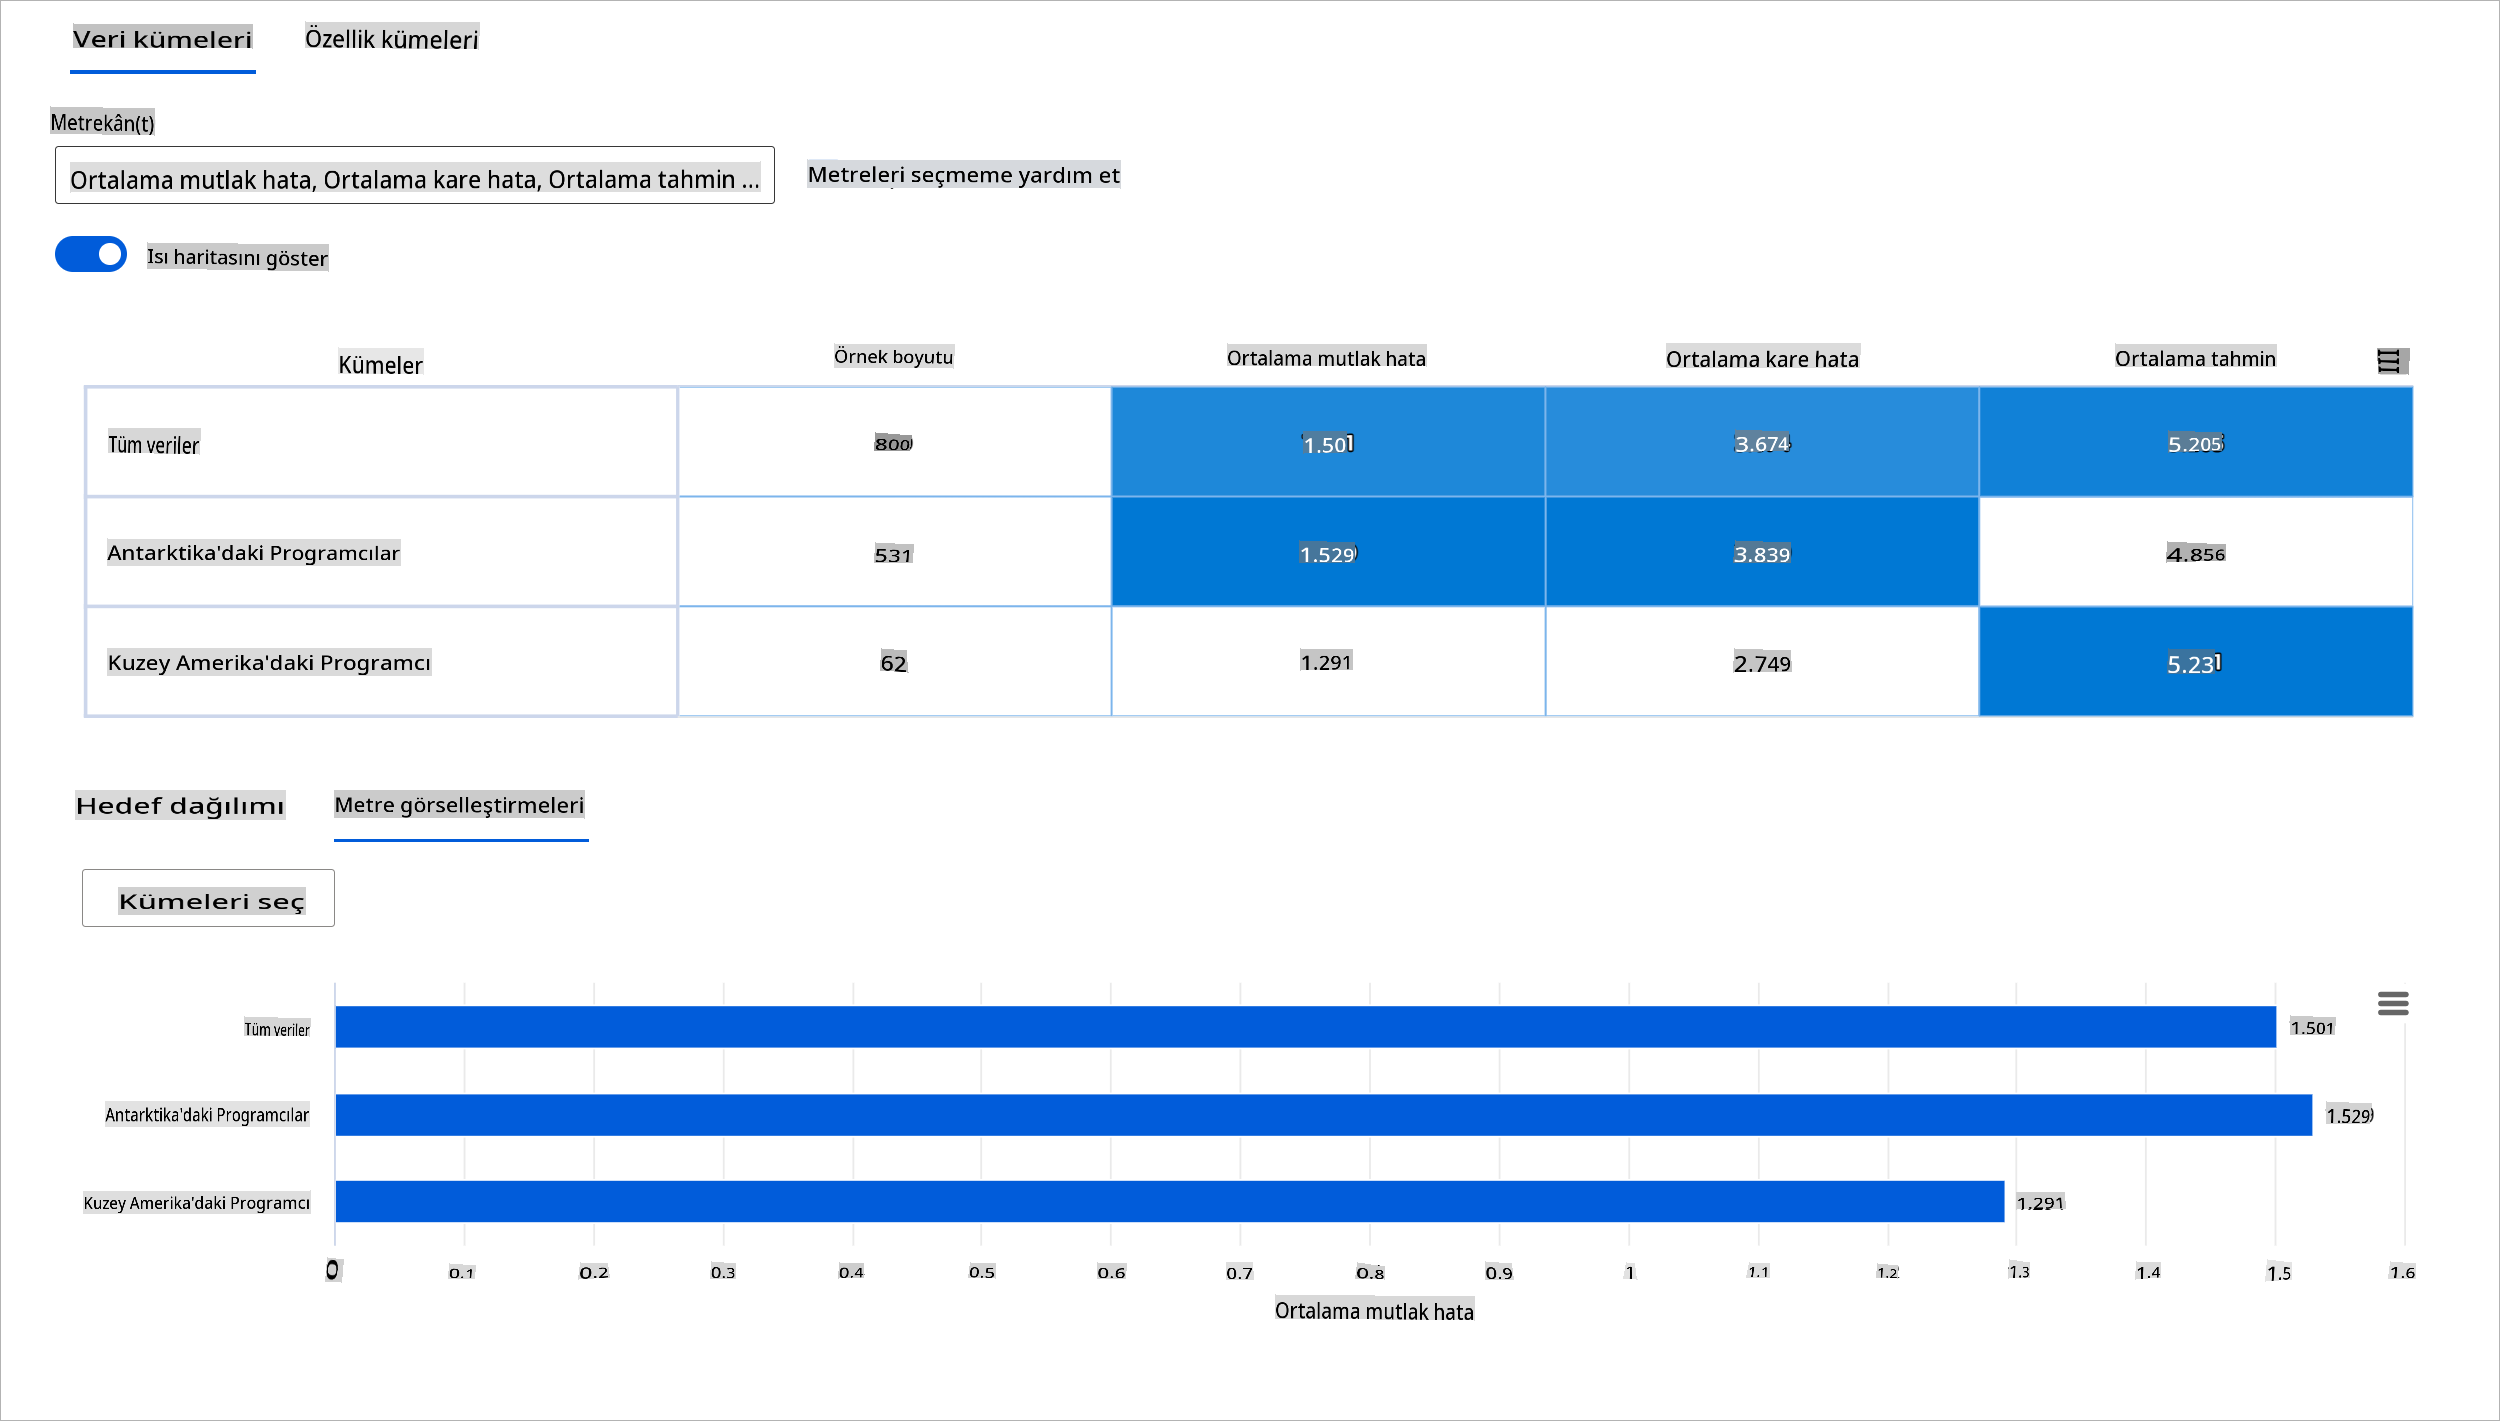 Veri kümeleri Özellik kümeleri
Metrekân(t)
Ortalama mutlak hata, Ortalama kare hata, Ortalama tahmin ...
Metreleri seçmeme yardım et
Isı haritasını göster
Kümeler Örnek boyutu Ortalama mutlak hata Ortalama kare hata Ortalama tahmin
Tüm veriler 800 1.501 3.674 5.205
Antarktika'daki Programcılar 531 1.529 3.839 4.856
Kuzey Amerika'daki Programcı 62 1.291 2.749 5.231
Hedef dağılımı Metre görselleştirmeleri
Kümeleri seç
Tüm veriler 1.501
Antarktika'daki Programcılar 1.529
Kuzey Amerika'daki Programcı 1.291
0 0.1 0.2 0.3 0.4 0.5 0.6 0.7 0.8 0.9 1 1.1 1.2 1.3 1.4 1.5 1.6
Ortalama mutlak hata